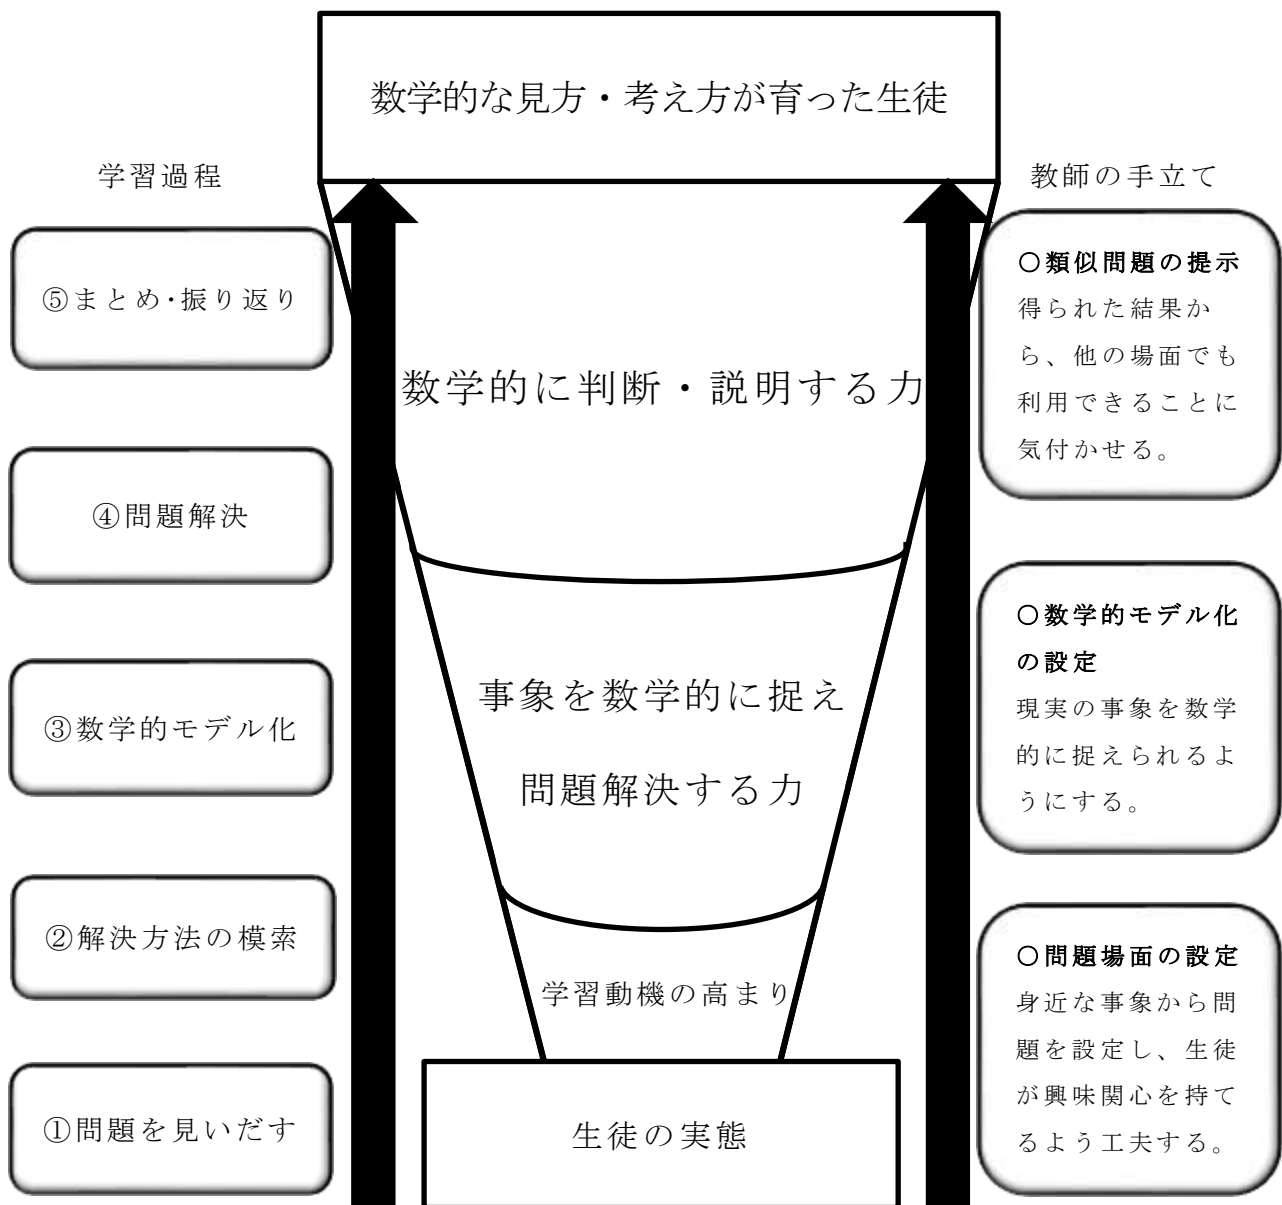 数学的な見方・考え方が育った生徒
学習過程
⑤まとめ・振り返り
④問題解決
③数学的モデル化
②解決方法の模索
①問題を見いだす
数学的に判断・説明する力
事象を数学的に捉え
問題解決する力
学習動機の高まり
生徒の実態
教師の手立て
○類似問題の提示
得られた結果か
ら、他の場面でも
利用できることに
気付かせる。
○数学的モデル化
の設定
現実の事象を数学
的に捉えられるよ
うにする。
○問題場面の設定
身近な事象から問
題を設定し、生徒
が興味関心を持て
るよう工夫する。